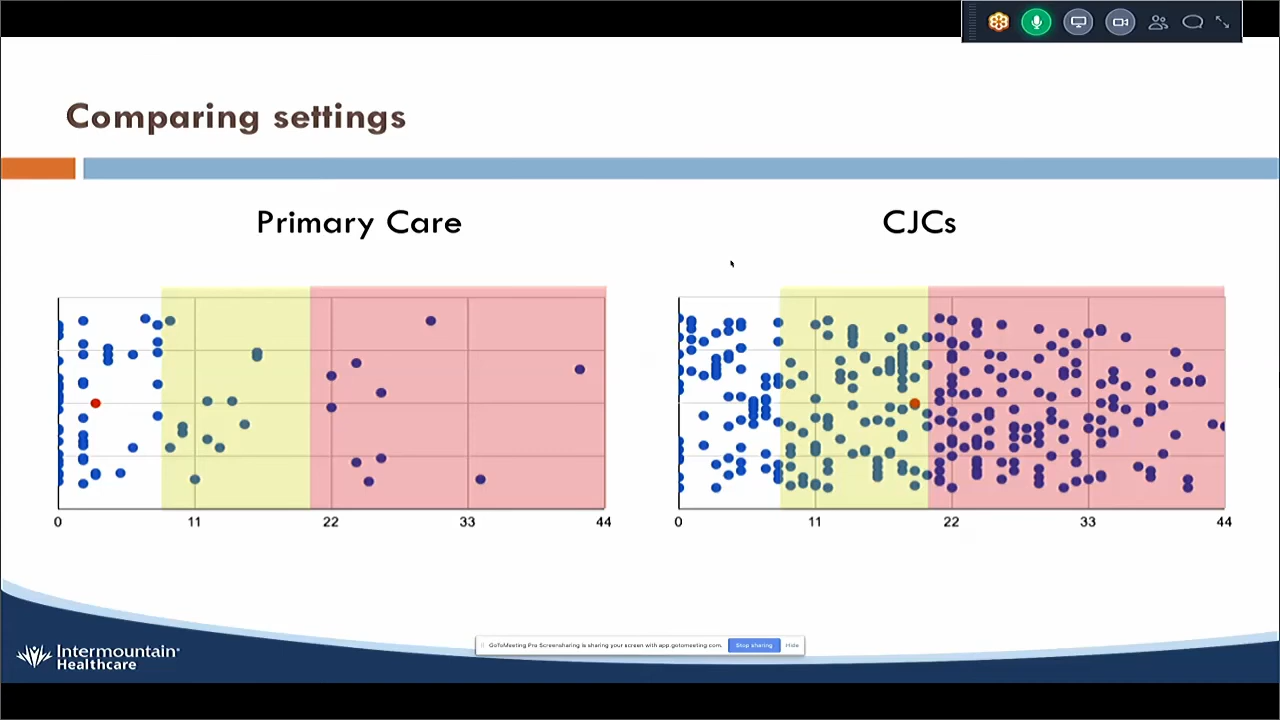 Comparing settings
Primary Care
CJCs
0 11 22 33 44
0 11 22 33 44
GoToMeeting Pro Screensharing is sharing your screen with app.gotomeeting.com. Stop sharing Hide
Intermountain®
Healthcare